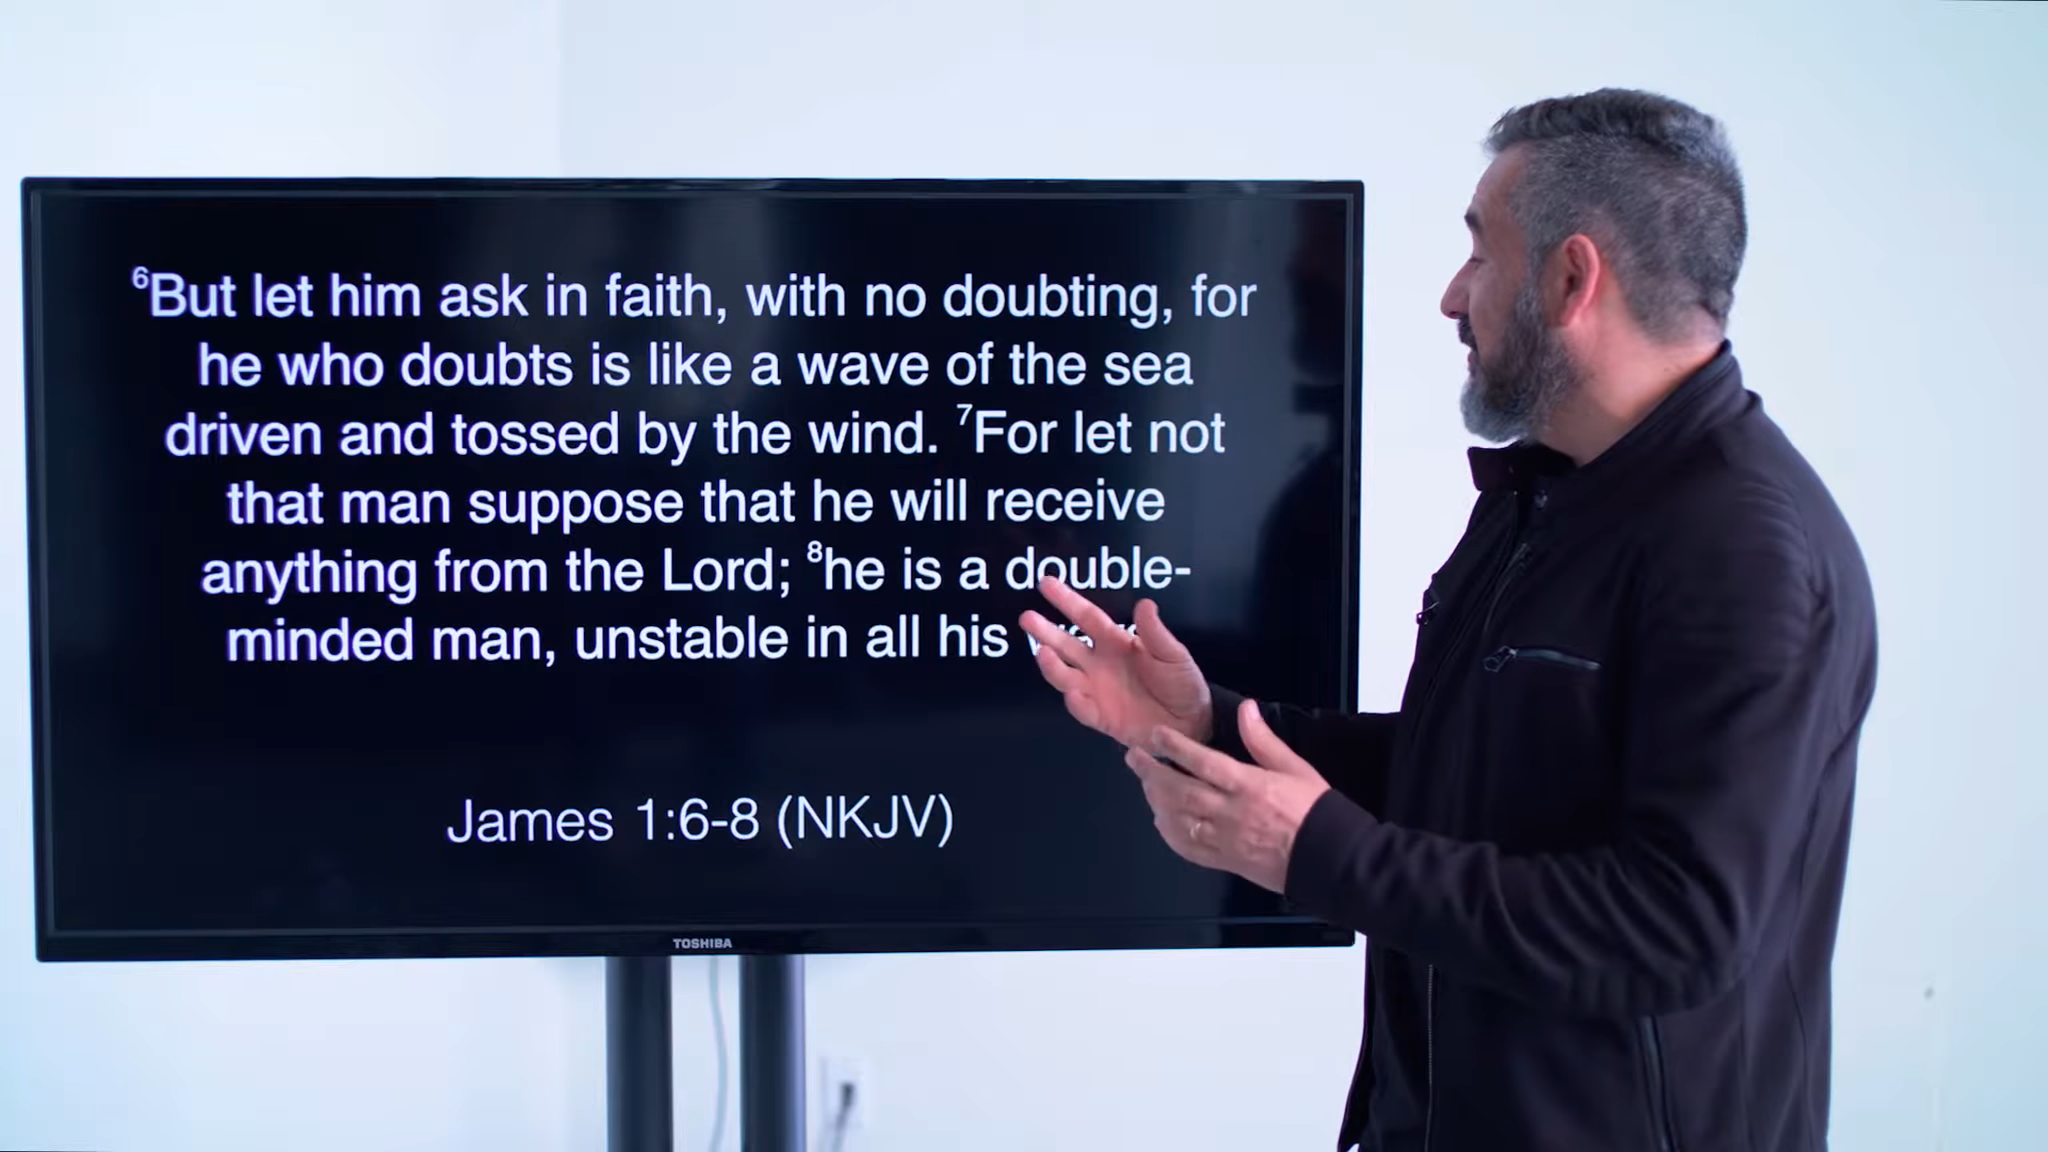 ⁶But let him ask in faith, with no doubting, for
he who doubts is like a wave of the sea
driven and tossed by the wind. ⁷For let not
that man suppose that he will receive
anything from the Lord; ⁸he is a double-
minded man, unstable in all his
James 1:6-8 (NKJV)
TOSHIBA